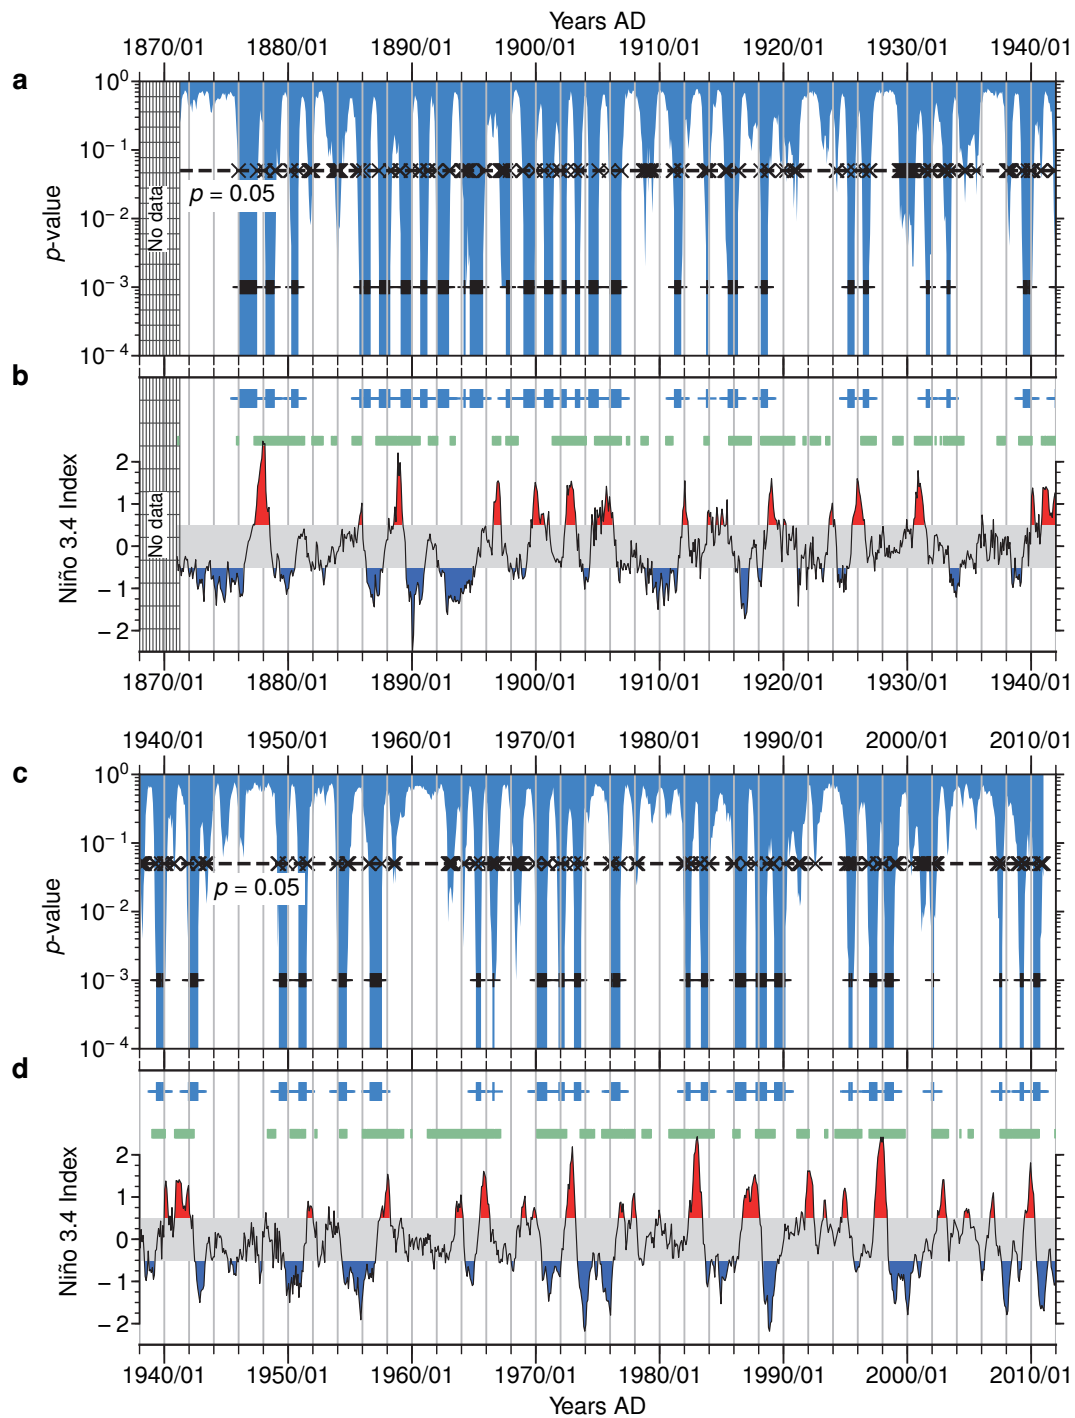 Years AD
1870/01 1880/01 1890/01 1900/01 1910/01 1920/01 1930/01 1940/01
a
10⁰
10⁻¹
10⁻²
10⁻³
10⁻⁴
p-value
No data
p = 0.05
b
2
1
0
−1
−2
Niño 3.4 Index
No data
1870/01 1880/01 1890/01 1900/01 1910/01 1920/01 1930/01 1940/01
1940/01 1950/01 1960/01 1970/01 1980/01 1990/01 2000/01 2010/01
c
10⁰
10⁻¹
10⁻²
10⁻³
10⁻⁴
p-value
p = 0.05
d
2
1
0
−1
−2
Niño 3.4 Index
1940/01 1950/01 1960/01 1970/01 1980/01 1990/01 2000/01 2010/01
Years AD